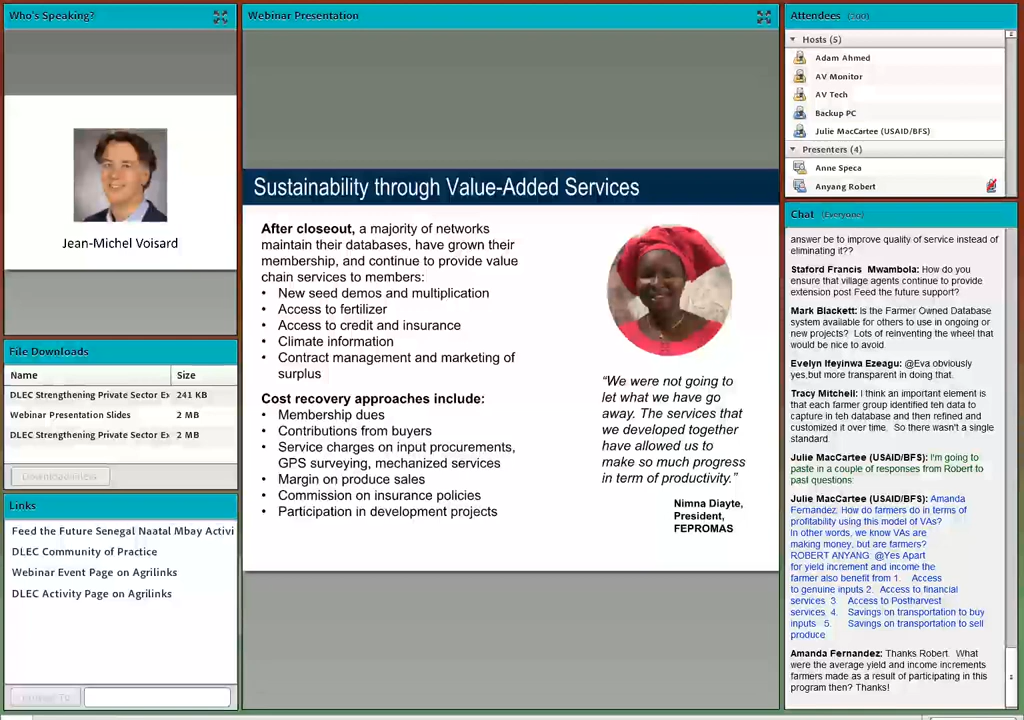 Who's Speaking?
Jean-Michel Voisard
File Downloads
Name Size
DLEC Strengthening Private Sector Ex 241 KB
Webinar Presentation Slides 2 MB
DLEC Strengthening Private Sector Ex 2 MB
Links
Feed the Future Senegal Naatal Mbay Activi
DLEC Community of Practice
Webinar Event Page on Agrilinks
DLEC Activity Page on Agrilinks
Browse To
Webinar Presentation
Sustainability through Value-Added Services
After closeout, a majority of networks
maintain their databases, have grown their
membership, and continue to provide value
chain services to members:
• New seed demos and multiplication
• Access to fertilizer
• Access to credit and insurance
• Climate information
• Contract management and marketing of
surplus
Cost recovery approaches include:
• Membership dues
• Contributions from buyers
• Service charges on input procurements,
GPS surveying, mechanized services
• Margin on produce sales
• Commission on insurance policies
• Participation in development projects
“We were not going to
let what we have go
away. The services that
we developed together
have allowed us to
make so much progress
in term of productivity.”
Nimna Diayte,
President,
FEPROMAS
Attendees (200)
Hosts (5)
Adam Ahmed
AV Monitor
AV Tech
Backup PC
Julie MacCartee (USAID/BFS)
Presenters (4)
Anne Speca
Anyang Robert
Chat (Everyone)
answer be to improve quality of service instead of
eliminating it??
Staford Francis Mwambola: How do you
ensure that village agents continue to provide
extension post Feed the future support?
Mark Blackett: Is the Farmer Owned Database
system available for others to use in ongoing or
new projects? Lots of reinventing the wheel that
would be nice to avoid.
Evelyn Ifeyinwa Ezeagu: @Eva obviously
yes,but more transparent in doing that.
Tracy Mitchell: I think an important element is
that each farmer group identified teh data to
capture in teh database and then refined and
customized it over time. So there wasn't a single
standard.
Julie MacCartee (USAID/BFS): I'm going to
paste in a couple of responses from Robert to
past questions:
Julie MacCartee (USAID/BFS): Amanda
Fernandez: How do farmers do in terms of
profitability using this model of VAs?
In other words, we know VAs are
making money, but are farmers?
ROBERT ANYANG @Yes Apart
for yield increment and income the
farmer also benefit from 1. Access
to genuine inputs 2. Access to financial
services 3. Access to Postharvest
services 4. Savings on transportation to buy
inputs 5. Savings on transportation to sell
produce
Amanda Fernandez: Thanks Robert. What
were the average yield and income increments
farmers made as a result of participating in this
program then? Thanks!